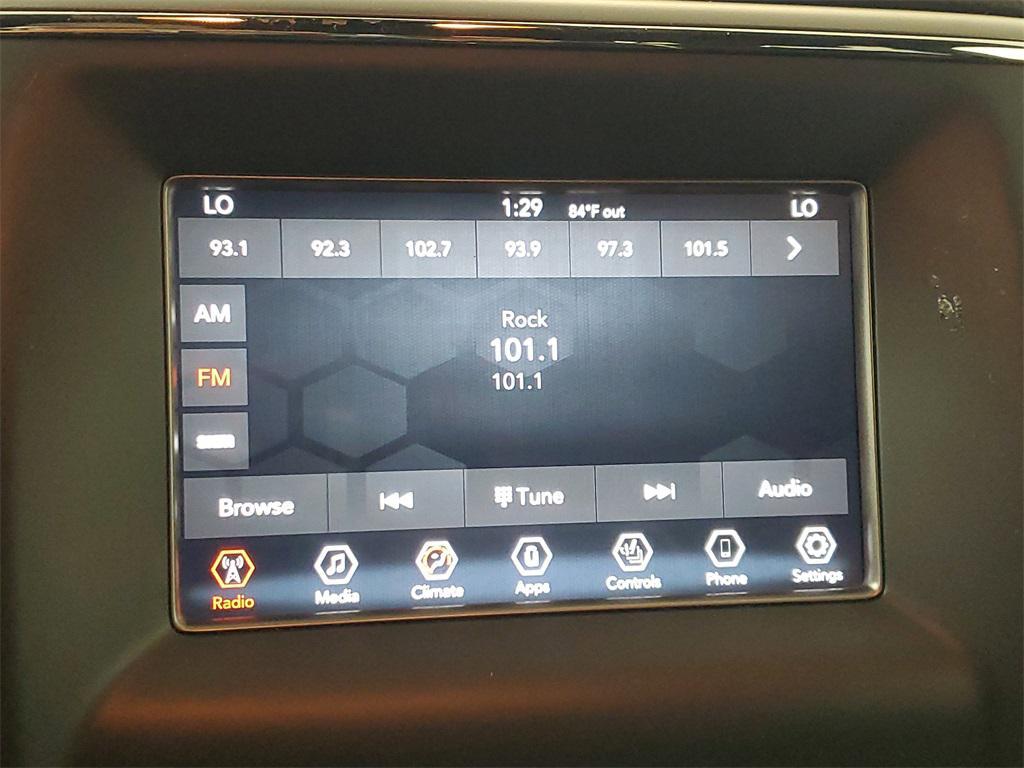 LO 1:29 84°F out LO
93.1 92.3 102.7 93.9 97.3 101.5
AM
Rock
101.1
FM
101.1
Browse Tune Audio
Radio Media Climate Apps Controls Phone Settings